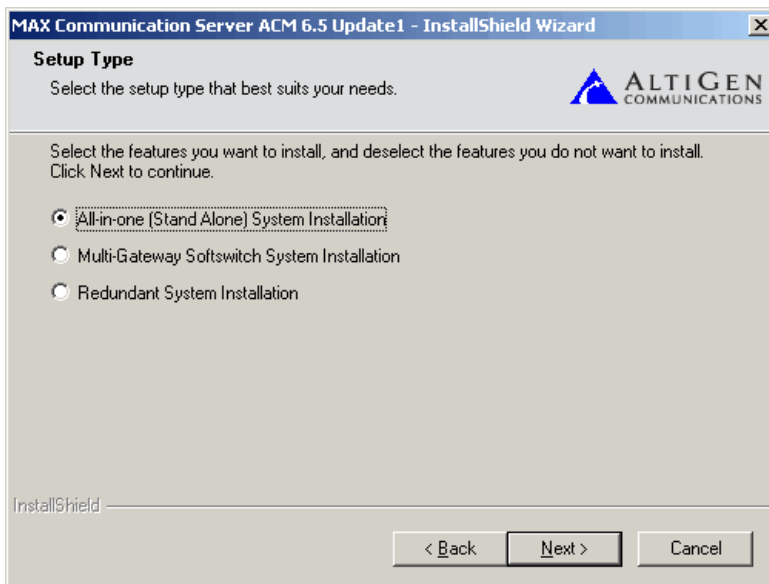 MAX Communication Server ACM 6.5 Update1 - InstallShield Wizard
Setup Type
Select the setup type that best suits your needs.
ALTIGEN
COMMUNICATIONS
Select the features you want to install, and deselect the features you do not want to install.
Click Next to continue.
All-in-one (Stand Alone) System Installation
Multi-Gateway Softswitch System Installation
Redundant System Installation
InstallShield
< Back
Next >
Cancel